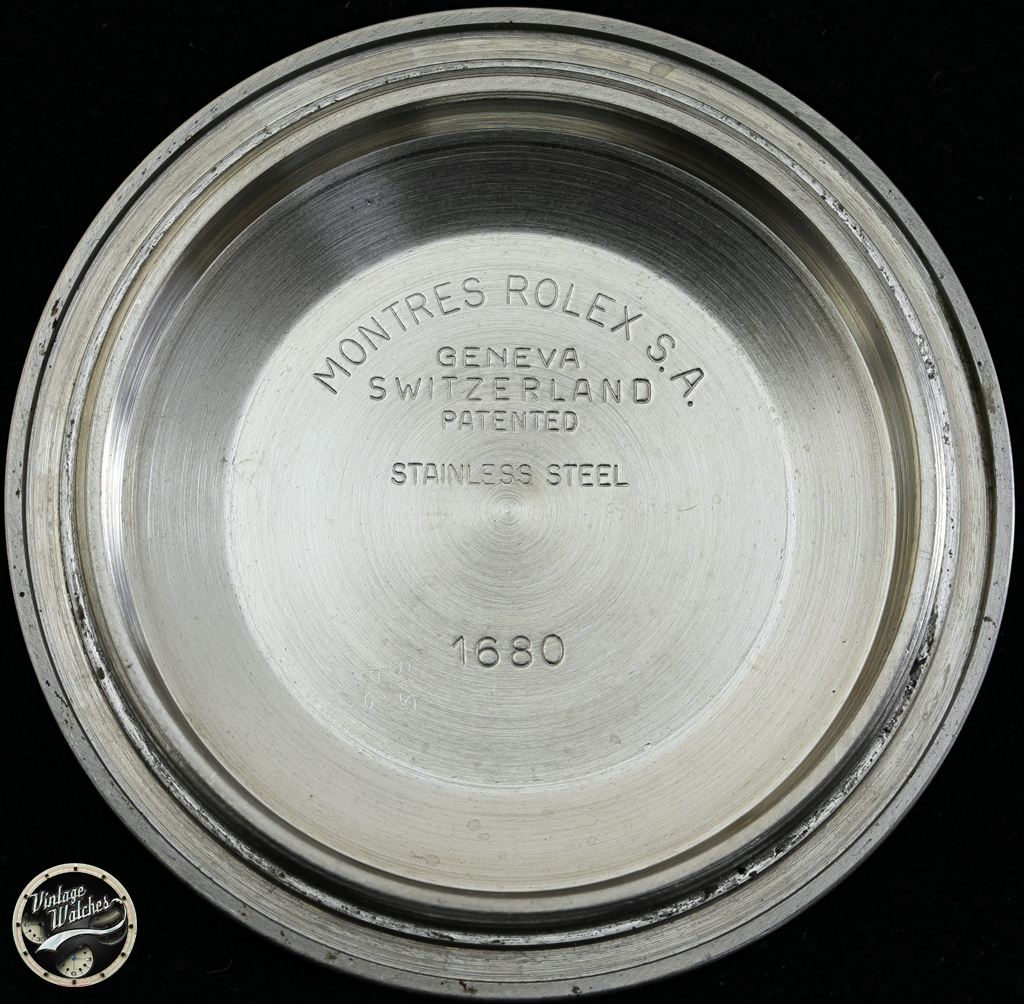 MONTRES ROLEX S.A.
GENEVA
SWITZERLAND
PATENTED
STAINLESS STEEL
1680
Vintage
Watches